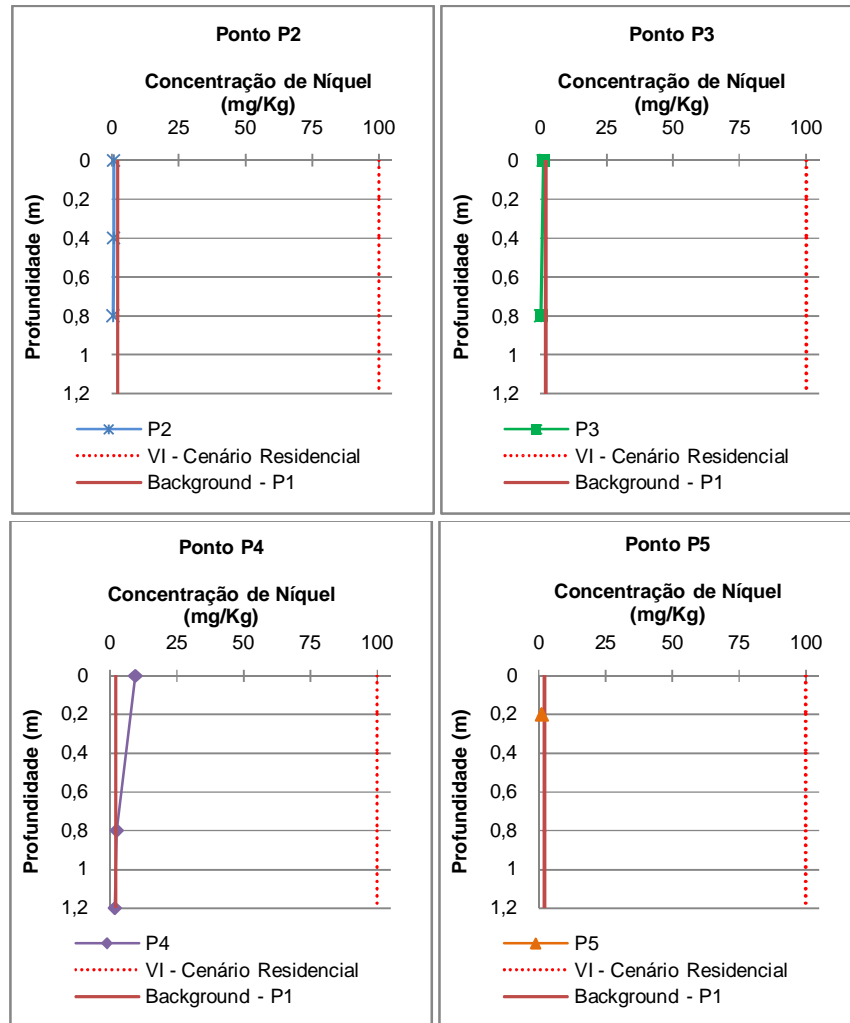 Ponto P2
Concentração de Níquel
(mg/Kg)
0 25 50 75 100
0
0,2
0,4
0,6
0,8
1
1,2
Profundidade (m)
P2
VI - Cenário Residencial
Background - P1
Ponto P3
Concentração de Níquel
(mg/Kg)
0 25 50 75 100
0
0,2
0,4
0,6
0,8
1
1,2
Profundidade (m)
P3
VI - Cenário Residencial
Background - P1
Ponto P4
Concentração de Níquel
(mg/Kg)
0 25 50 75 100
0
0,2
0,4
0,6
0,8
1
1,2
Profundidade (m)
P4
VI - Cenário Residencial
Background - P1
Ponto P5
Concentração de Níquel
(mg/Kg)
0 25 50 75 100
0
0,2
0,4
0,6
0,8
1
1,2
Profundidade (m)
P5
VI - Cenário Residencial
Background - P1